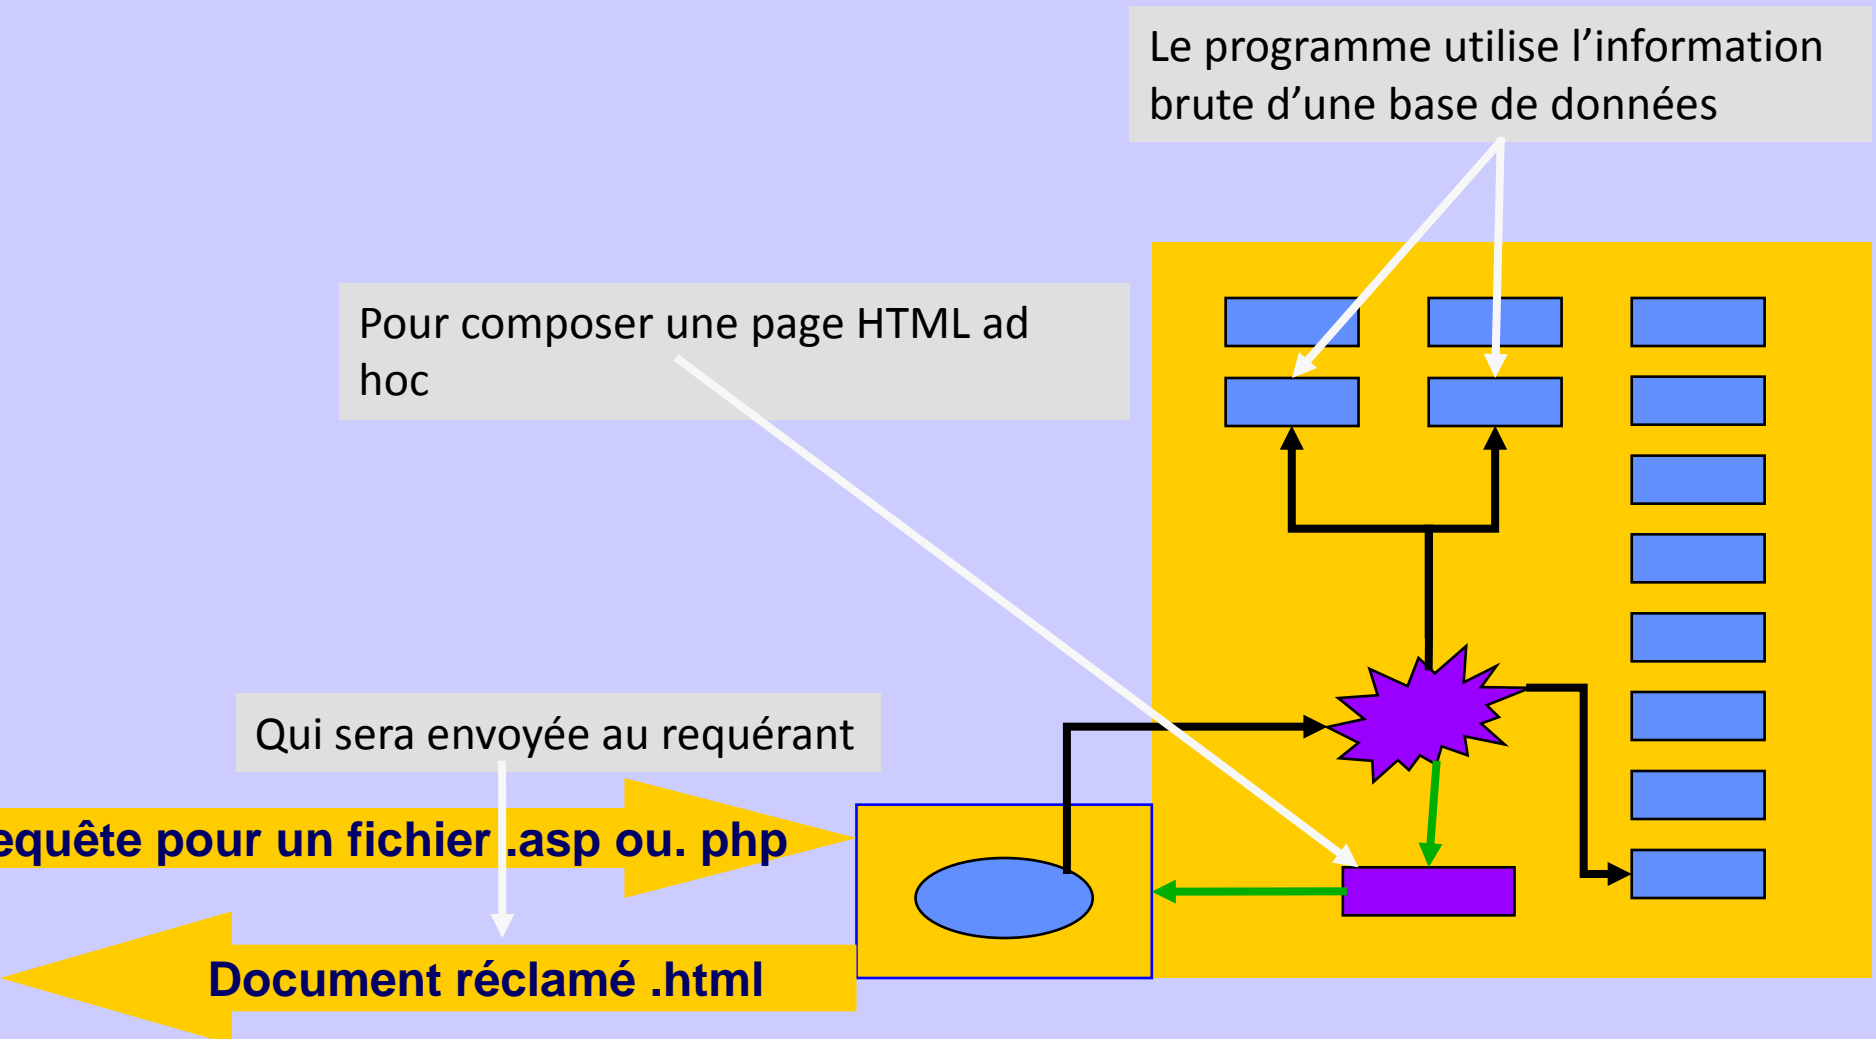 Le programme utilise l’information
brute d’une base de données
Pour composer une page HTML ad
hoc
Qui sera envoyée au requérant
equête pour un fichier .asp ou. php
Document réclamé .html